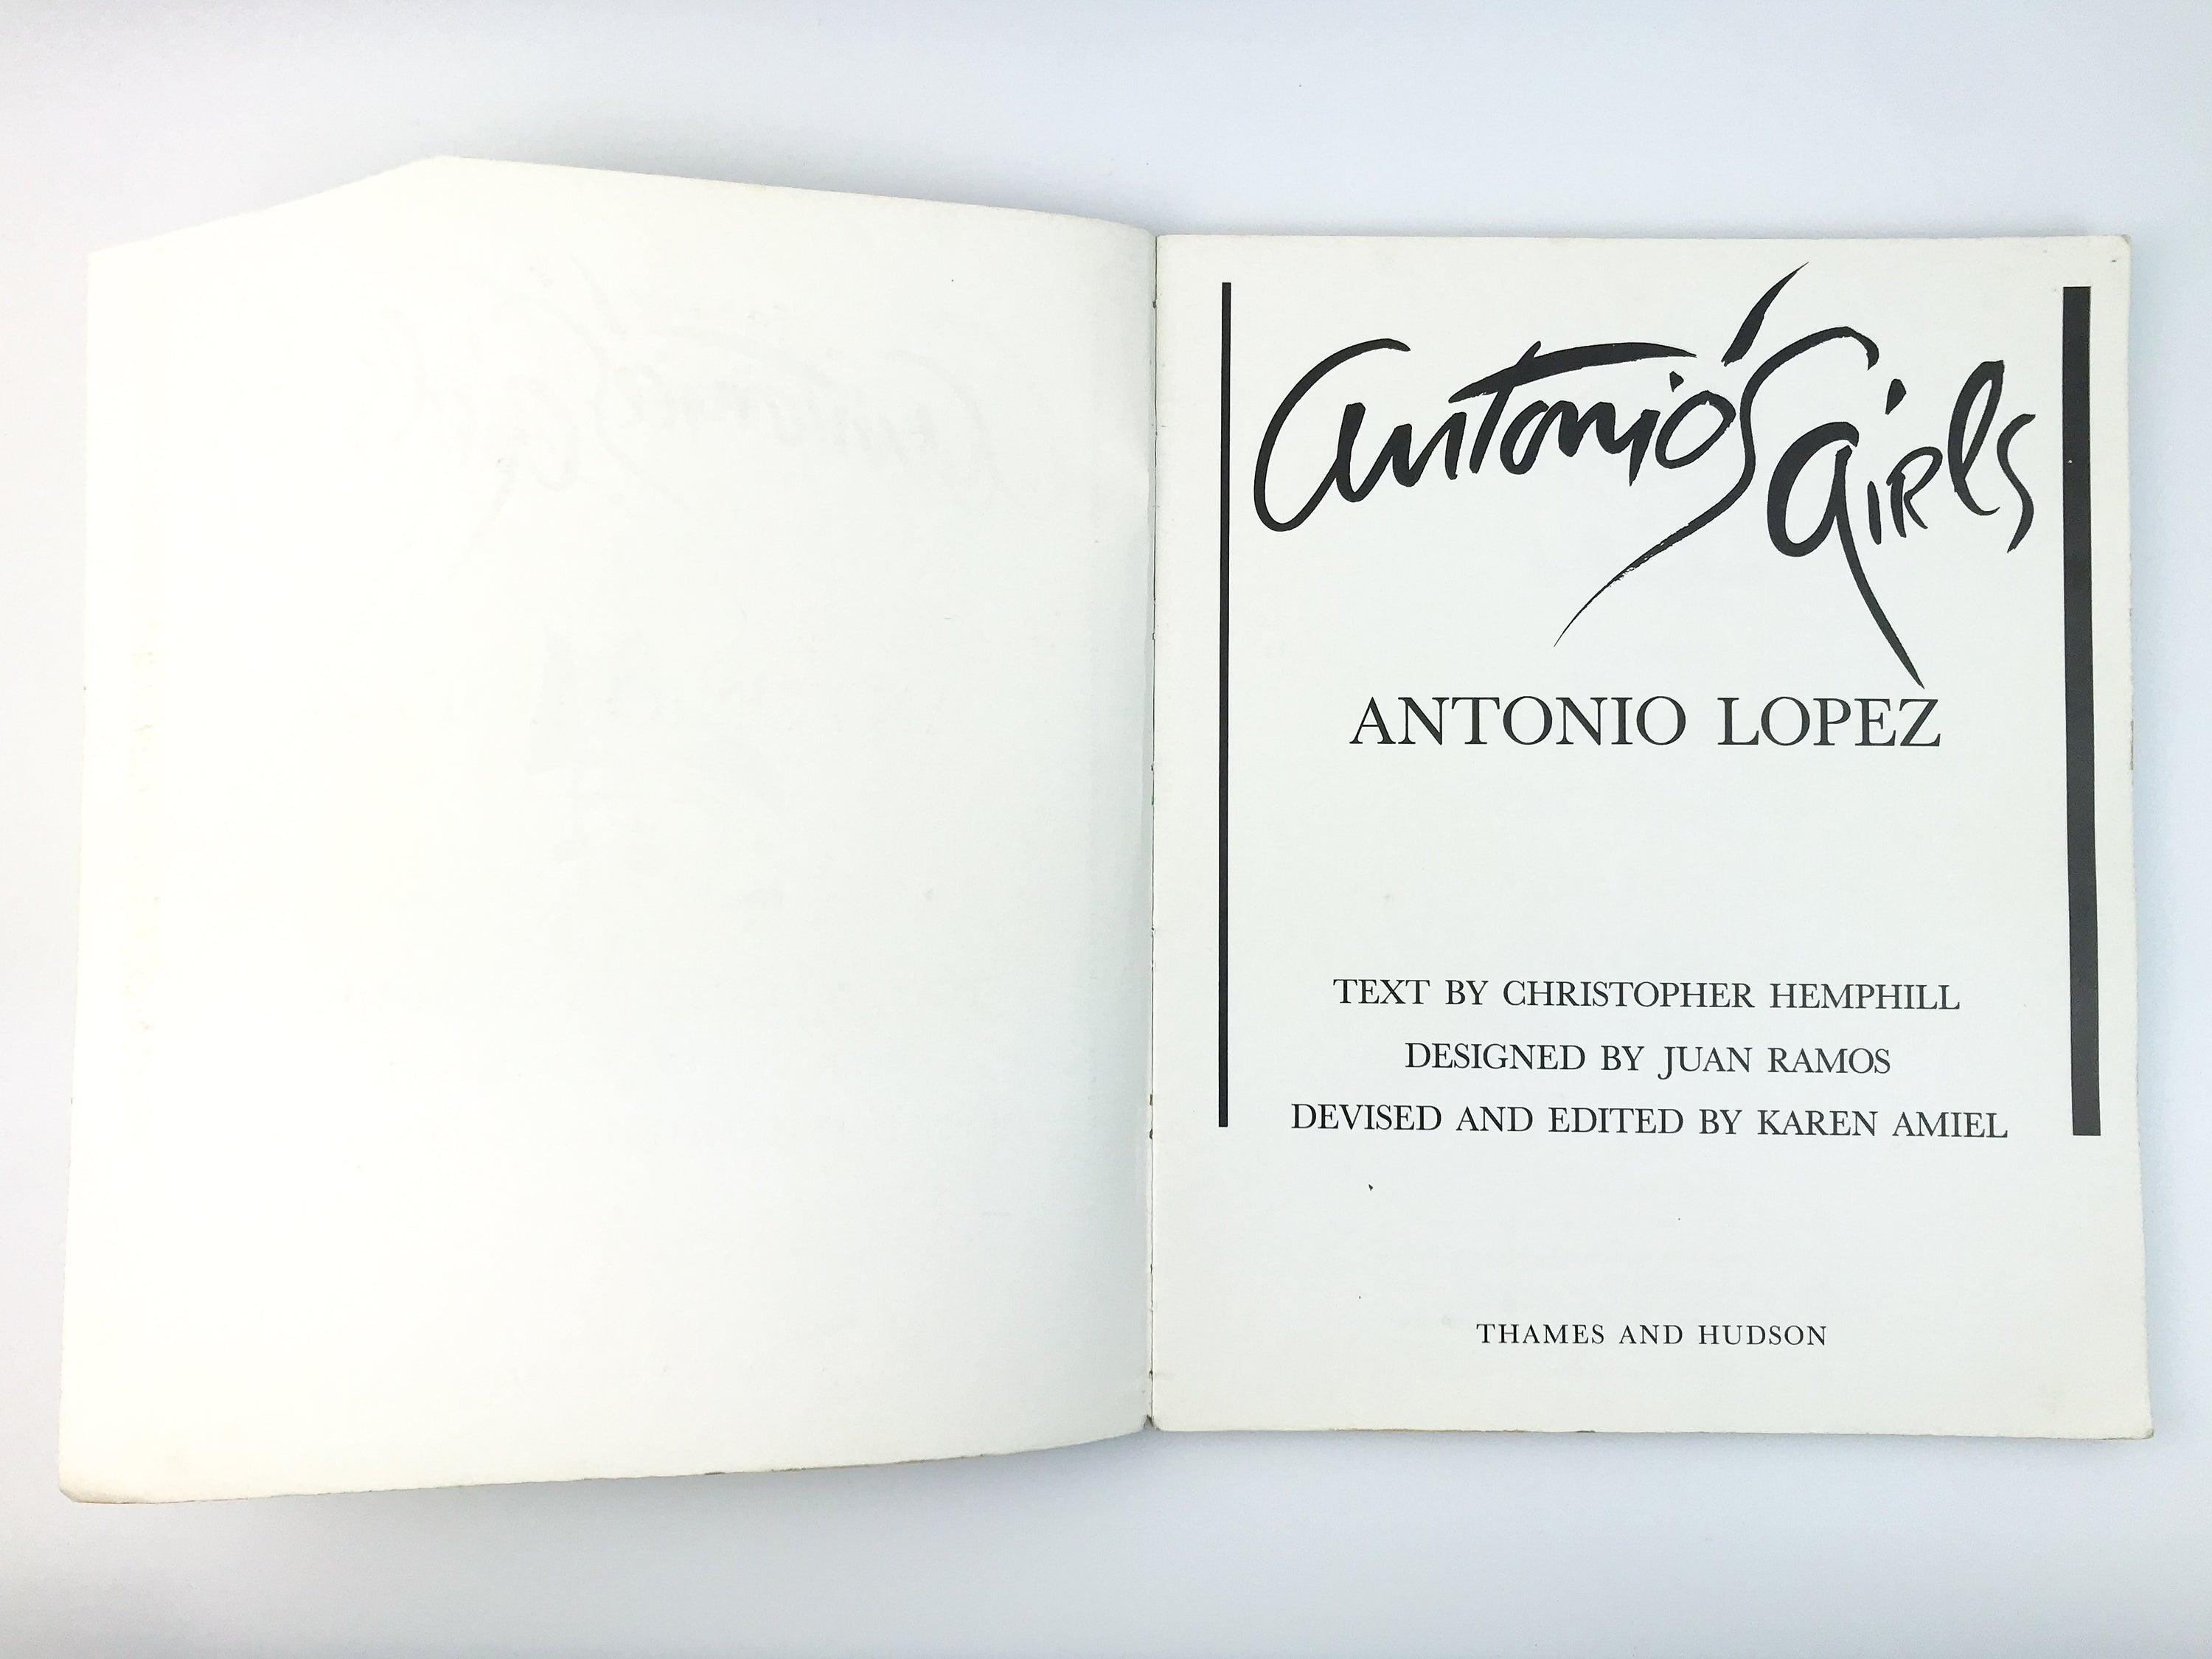 Antonio's Girls
ANTONIO LOPEZ
TEXT BY CHRISTOPHER HEMPHILL
DESIGNED BY JUAN RAMOS
DEVISED AND EDITED BY KAREN AMIEL
THAMES AND HUDSON